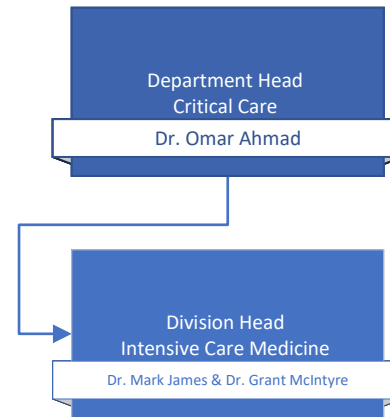 Department Head
Critical Care
Dr. Omar Ahmad
Division Head
Intensive Care Medicine
Dr. Mark James & Dr. Grant McIntyre